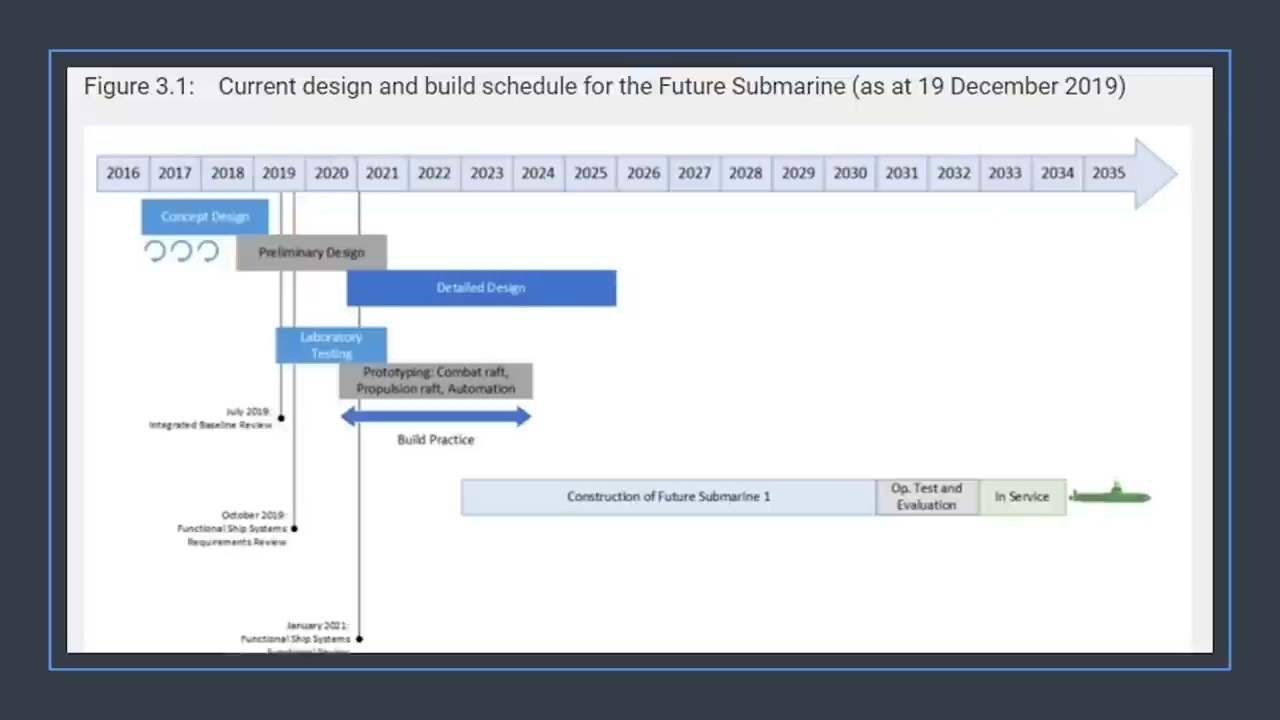 Figure 3.1: Current design and build schedule for the Future Submarine (as at 19 December 2019)
2016 2017 2018 2019 2020 2021 2022 2023 2024 2025 2026 2027 2028 2029 2030 2031 2032 2033 2034 2035
Concept Design
Preliminary Design
Detailed Design
Laboratory
Testing
Prototyping: Combat raft,
Propulsion raft, Automation
July 2019:
Integrated Baseline Review
Build Practice
Construction of Future Submarine 1
Op. Test and
Evaluation
In Service
October 2019:
Functional Ship Systems
Requirements Review
January 2021:
Functional Ship Systems
Functional Review